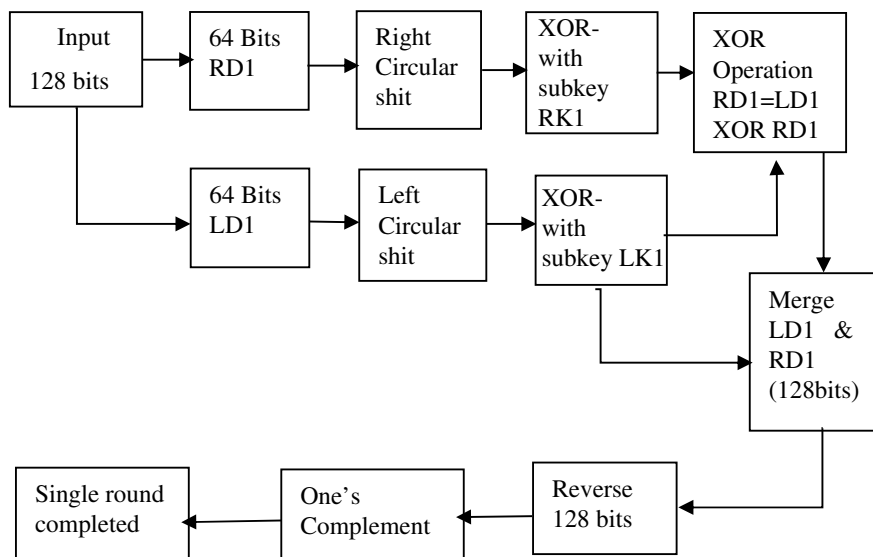 Input
128 bits
64 Bits
RD1
Right
Circular
shit
XOR-
with
subkey
RK1
XOR
Operation
RD1=LD1
XOR RD1
64 Bits
LD1
Left
Circular
shit
XOR-
with
subkey LK1
Merge
LD1 &
RD1
(128bits)
Single round
completed
One’s
Complement
Reverse
128 bits